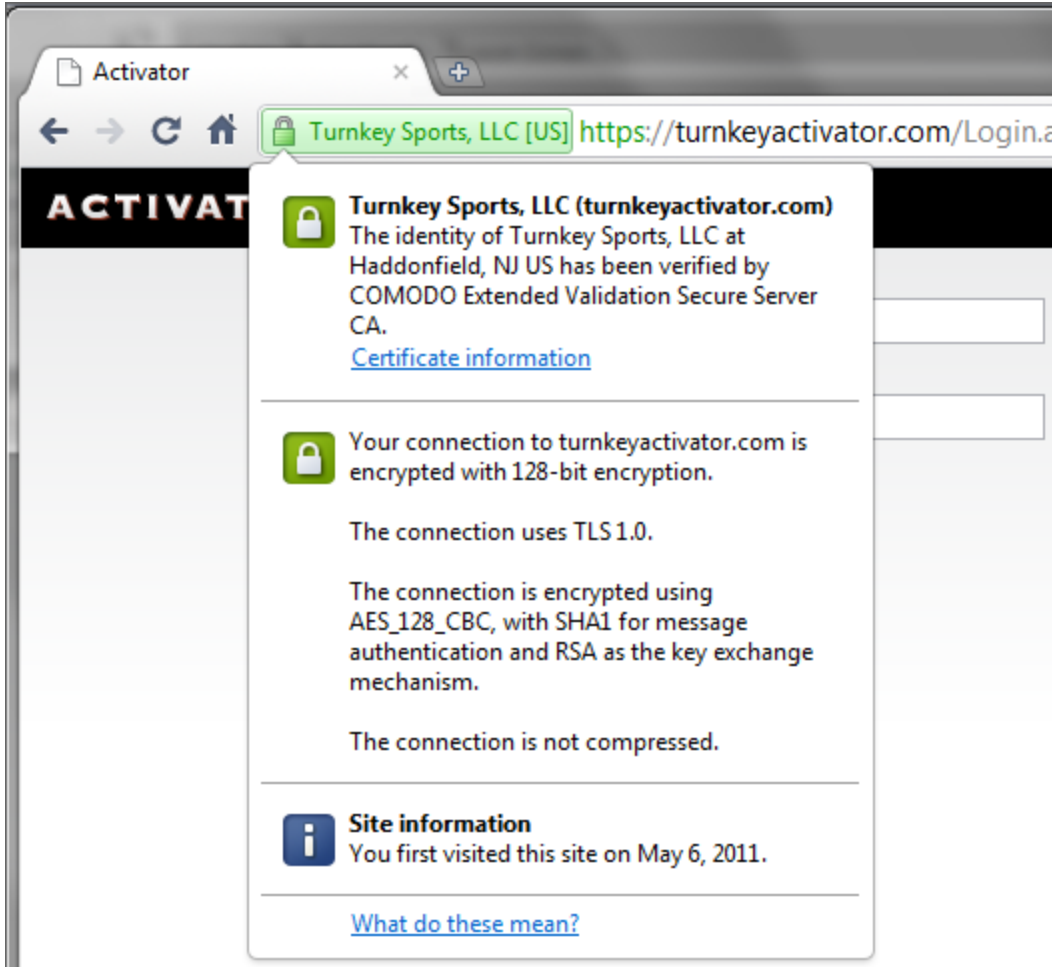 Activator
Turnkey Sports, LLC [US] https://turnkeyactivator.com/Login.a
ACTIVAT
Turnkey Sports, LLC (turnkeyactivator.com)
The identity of Turnkey Sports, LLC at
Haddonfield, NJ US has been verified by
COMODO Extended Validation Secure Server
CA.
Certificate information
Your connection to turnkeyactivator.com is
encrypted with 128-bit encryption.
The connection uses TLS 1.0.
The connection is encrypted using
AES_128_CBC, with SHA1 for message
authentication and RSA as the key exchange
mechanism.
The connection is not compressed.
Site information
You first visited this site on May 6, 2011.
What do these mean?